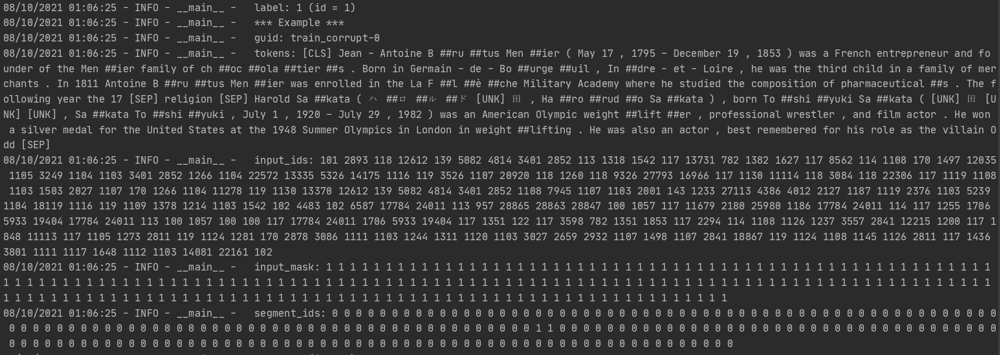 08/10/2021 01:06:25 - INFO - __main__ -   label: 1 (id = 1)
08/10/2021 01:06:25 - INFO - __main__ -   *** Example ***
08/10/2021 01:06:25 - INFO - __main__ -   guid: train_corrupt-0
08/10/2021 01:06:25 - INFO - __main__ -   tokens: [CLS] Jean - Antoine B ##ru ##tus Men ##ier ( May 17 , 1795 – December 19 , 1853 ) was a French entrepreneur and fo
under of the Men ##ier family of ch ##oc ##ola ##tier ##s . Born in Germain - de - Bo ##urge ##uil , In ##dre - et - Loire , he was the third child in a family of mer
chants . In 1811 Antoine B ##ru ##tus Men ##ier was enrolled in the La F ##l ##è ##che Military Academy where he studied the composition of pharmaceutical ##s . The f
ollowing year the 17 [SEP] religion [SEP] Harold Sa ##kata ( ハ ##ロ ##ル ##ド [UNK] 田 , Ha ##ro ##rud ##o Sa ##kata ) , born To ##shi ##yuki Sa ##kata ( [UNK] 田 [U
NK] [UNK] , Sa ##kata To ##shi ##yuki , July 1 , 1920 – July 29 , 1982 ) was an American Olympic weight ##lift ##er , professional wrestler , and film actor . He won
a silver medal for the United States at the 1948 Summer Olympics in London in weight ##lifting . He was also an actor , best remembered for his role as the villain O
dd [SEP]
08/10/2021 01:06:25 - INFO - __main__ -   input_ids: 101 2893 118 12612 139 5082 4814 3401 2852 113 1318 1542 117 13731 782 1382 1627 117 8562 114 1108 170 1497 12035
1105 3249 1104 1103 3401 2852 1266 1104 22572 13335 5326 14175 1116 119 3526 1107 20920 118 1260 118 9326 27793 16966 117 1130 11114 118 3084 118 22306 117 1119 1108
1103 1503 2027 1107 170 1266 1104 11278 119 1130 13370 12612 139 5082 4814 3401 2852 1108 7945 1107 1103 2001 143 1233 27113 4386 4012 2127 1187 1119 2376 1103 5239
1104 18119 1116 119 1109 1378 1214 1103 1542 102 4483 102 6587 17784 24011 113 957 28865 28863 28847 100 1057 117 11679 2180 25980 1186 17784 24011 114 117 1255 1706
5933 19404 17784 24011 113 100 1057 100 100 117 17784 24011 1706 5933 19404 117 1351 122 117 3598 782 1351 1853 117 2294 114 1108 1126 1237 3557 2841 12215 1200 117 1
848 11113 117 1105 1273 2811 119 1124 1281 170 2878 3086 1111 1103 1244 1311 1120 1103 3027 2659 2932 1107 1498 1107 2841 18867 119 1124 1108 1145 1126 2811 117 1436
3801 1111 1117 1648 1112 1103 14081 22161 102
08/10/2021 01:06:25 - INFO - __main__ -   input_mask: 1 1 1 1 1 1 1 1 1 1 1 1 1 1 1 1 1 1 1 1 1 1 1 1 1 1 1 1 1 1 1 1 1 1 1 1 1 1 1 1 1 1 1 1 1 1 1 1 1 1 1 1 1 1 1 1
1 1 1 1 1 1 1 1 1 1 1 1 1 1 1 1 1 1 1 1 1 1 1 1 1 1 1 1 1 1 1 1 1 1 1 1 1 1 1 1 1 1 1 1 1 1 1 1 1 1 1 1 1 1 1 1 1 1 1 1 1 1 1 1 1 1 1 1 1 1 1 1 1 1 1 1 1 1 1 1 1 1 1
1 1 1 1 1 1 1 1 1 1 1 1 1 1 1 1 1 1 1 1 1 1 1 1 1 1 1 1 1 1 1 1 1 1 1 1 1 1 1 1 1 1 1 1 1 1 1 1 1 1 1 1 1 1 1 1 1 1 1 1 1
08/10/2021 01:06:25 - INFO - __main__ -   segment_ids: 0 0 0 0 0 0 0 0 0 0 0 0 0 0 0 0 0 0 0 0 0 0 0 0 0 0 0 0 0 0 0 0 0 0 0 0 0 0 0 0 0 0 0 0 0 0 0 0 0 0 0 0 0 0 0 0
0 0 0 0 0 0 0 0 0 0 0 0 0 0 0 0 0 0 0 0 0 0 0 0 0 0 0 0 0 0 0 0 0 0 0 0 0 0 0 0 0 0 0 0 1 1 0 0 0 0 0 0 0 0 0 0 0 0 0 0 0 0 0 0 0 0 0 0 0 0 0 0 0 0 0 0 0 0 0 0 0 0 0
0 0 0 0 0 0 0 0 0 0 0 0 0 0 0 0 0 0 0 0 0 0 0 0 0 0 0 0 0 0 0 0 0 0 0 0 0 0 0 0 0 0 0 0 0 0 0 0 0 0 0 0 0 0 0 0 0 0 0 0 0